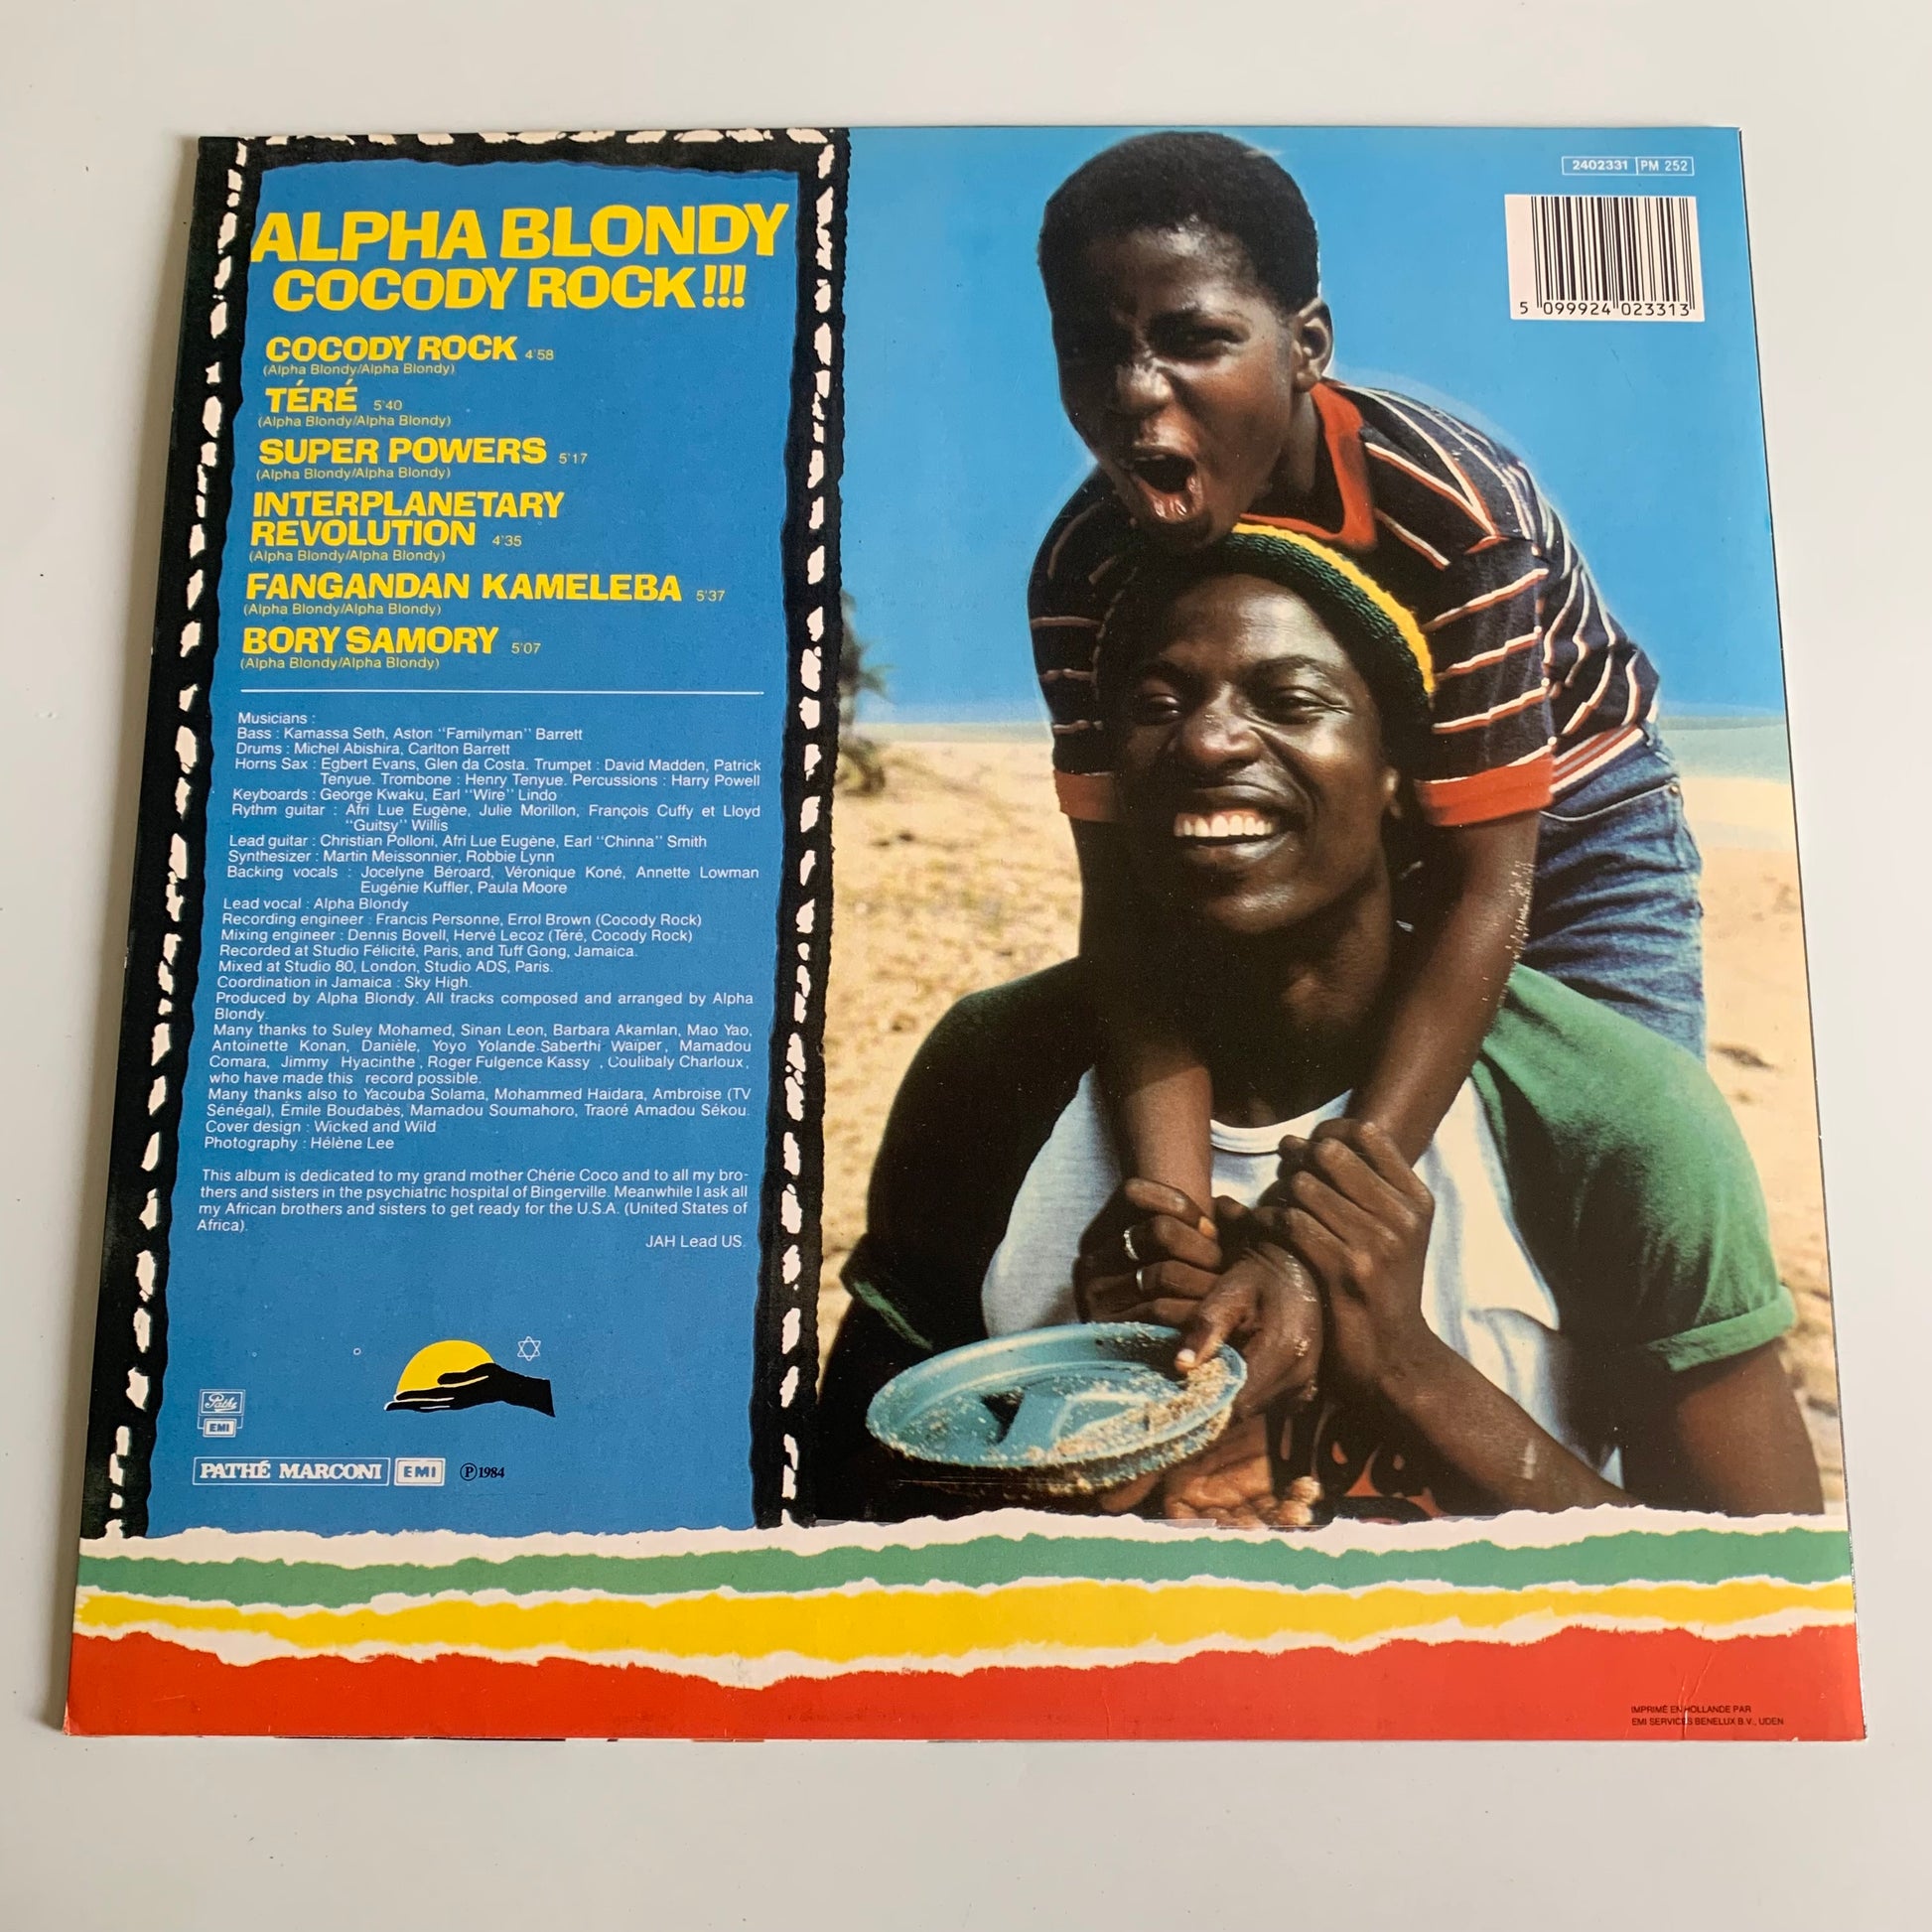 ALPHA BLONDY
COCODY ROCK!!!
COCODY ROCK 4'58
(Alpha Blondy/Alpha Blondy)
TÉRÉ 5'40
(Alpha Blondy/Alpha Blondy)
SUPER POWERS 5'17
(Alpha Blondy/Alpha Blondy)
INTERPLANETARY
REVOLUTION 4'35
(Alpha Blondy/Alpha Blondy)
FANGANDAN KAMELEBA 5'37
(Alpha Blondy/Alpha Blondy)
BORY SAMORY 5'07
(Alpha Blondy/Alpha Blondy)
Musicians :
Bass : Kamassa Seth, Aston "Familyman" Barrett
Drums : Michel Abishira, Carlton Barrett
Horns Sax : Egbert Evans, Glen da Costa. Trumpet : David Madden, Patrick
Tenyue. Trombone : Henry Tenyue. Percussions : Harry Powell
Keyboards : George Kwaku, Earl "Wire" Lindo
Rythm guitar : Afri Lue Eugène, Julie Morillon, François Cuffy et Lloyd
"Guitsy" Willis
Lead guitar : Christian Polloni, Afri Lue Eugène, Earl "Chinna" Smith
Synthesizer : Martin Meissonnier, Robbie Lynn
Backing vocals : Jocelyne Béroard, Véronique Koné, Annette Lowman
Eugénie Kuffler, Paula Moore
Lead vocal : Alpha Blondy
Recording engineer : Francis Personne, Errol Brown (Cocody Rock)
Mixing engineer : Dennis Bovell, Hervé Lecoz (Téré, Cocody Rock)
Recorded at Studio Félicité, Paris, and Tuff Gong, Jamaica.
Mixed at Studio 80, London, Studio ADS, Paris.
Coordination in Jamaica : Sky High.
Produced by Alpha Blondy. All tracks composed and arranged by Alpha
Blondy.
Many thanks to Suley Mohamed, Sinan Leon, Barbara Akamlan, Mao Yao,
Antoinette Konan, Danièle, Yoyo Yolande Saberthi Waïper, Mamadou
Comara, Jimmy Hyacinthe, Roger Fulgence Kassy , Coulibaly Charloux,
who have made this record possible.
Many thanks also to Yacouba Solama, Mohammed Haidara, Ambroise (TV
Sénégal), Émile Boudabès, Mamadou Soumahoro, Traoré Amadou Sékou.
Cover design : Wicked and Wild
Photography : Hélène Lee
This album is dedicated to my grand mother Chérie Coco and to all my bro-
thers and sisters in the psychiatric hospital of Bingerville. Meanwhile I ask all
my African brothers and sisters to get ready for the U.S.A. (United States of
Africa).
JAH Lead US.
Pathé
EMI
PATHÉ MARCONI EMI Ⓟ 1984
2402331 PM 252
5 099924 023313
IMPRIMÉ EN HOLLANDE PAR
EMI SERVICES BENELUX B.V., UDEN